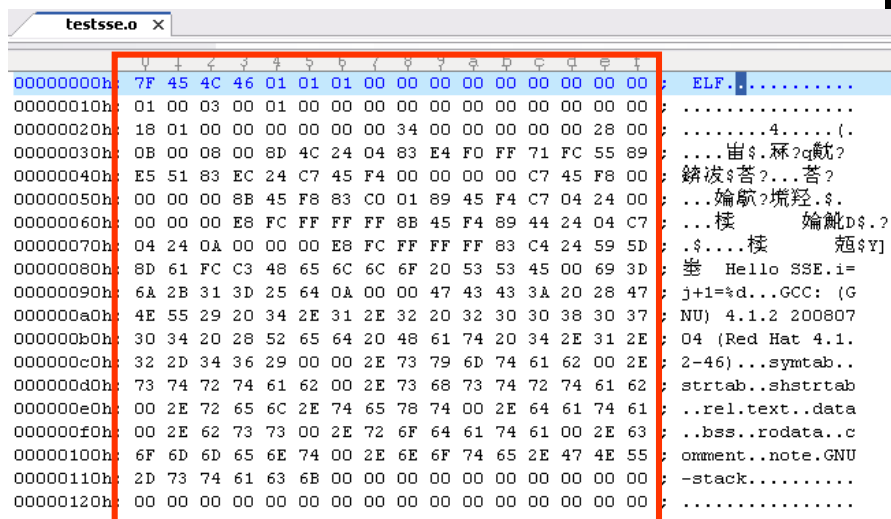 testsse.o ×
0 1 2 3 4 5 6 7 8 9 a b c d e f
00000000h: 7F 45 4C 46 01 01 01 00 00 00 00 00 00 00 00 00 ; ELF............
00000010h: 01 00 03 00 01 00 00 00 00 00 00 00 00 00 00 00 ; ................
00000020h: 18 01 00 00 00 00 00 00 34 00 00 00 00 00 28 00 ; ........4.....(.
00000030h: 0B 00 08 00 8D 4C 24 04 83 E4 F0 FF 71 FC 55 89 ; ....峀$.冧?q黆?
00000040h: E5 51 83 EC 24 C7 45 F4 00 00 00 00 C7 45 F8 00 ; $荅?...荅?
00000050h: 00 00 00 8B 45 F8 83 C0 01 89 45 F4 C7 04 24 00 ; ...婨.$.
00000060h: 00 00 00 E8 FC FF FF FF 8B 45 F4 89 44 24 04 C7 ; ...D$.?
00000070h: 04 24 0A 00 00 00 E8 FC FF FF FF 83 C4 24 59 5D ; .$....$Y]
00000080h: 8D 61 FC C3 48 65 6C 6C 6F 20 53 53 45 00 69 3D ; Hello SSE.i=
00000090h: 6A 2B 31 3D 25 64 0A 00 00 47 43 43 3A 20 28 47 ; j+1=%d...GCC: (G
000000a0h: 4E 55 29 20 34 2E 31 2E 32 20 32 30 30 38 30 37 ; NU) 4.1.2 200807
000000b0h: 30 34 20 28 52 65 64 20 48 61 74 20 34 2E 31 2E ; 04 (Red Hat 4.1.
000000c0h: 32 2D 34 36 29 00 00 2E 73 79 6D 74 61 62 00 2E ; 2-46)...symtab..
000000d0h: 73 74 72 74 61 62 00 2E 73 68 73 74 72 74 61 62 ; strtab..shstrtab
000000e0h: 00 2E 72 65 6C 2E 74 65 78 74 00 2E 64 61 74 61 ; ..rel.text..data
000000f0h: 00 2E 62 73 73 00 2E 72 6F 64 61 74 61 00 2E 63 ; ..bss..rodata..c
00000100h: 6F 6D 6D 65 6E 74 00 2E 6E 6F 74 65 2E 47 4E 55 ; omment..note.GNU
00000110h: 2D 73 74 61 63 6B 00 00 00 00 00 00 00 00 00 00 ; -stack..........
00000120h: 00 00 00 00 00 00 00 00 00 00 00 00 00 00 00 00 ; ................